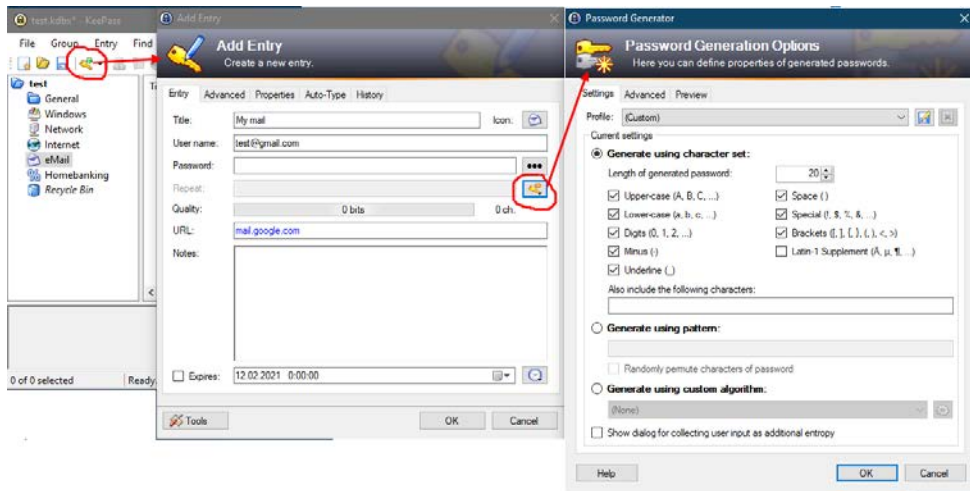 test.kdbx* - KeePass
File Group Entry Find
test
General
Windows
Network
Internet
eMail
Homebanking
Recycle Bin
0 of 0 selected
Ready.
Add Entry
Add Entry
Create a new entry.
Entry Advanced Properties Auto-Type History
Title: My mail Icon:
User name: test@gmail.com
Password:
Repeat:
Quality: 0 bits 0 ch.
URL: mail.google.com
Notes:
Expires: 12.02.2021 0:00:00
Tools OK Cancel
Password Generator
Password Generation Options
Here you can define properties of generated passwords.
Settings Advanced Preview
Profile: (Custom)
Current settings
Generate using character set:
Length of generated password: 20
Upper-case (A, B, C, ...) Space ( )
Lower-case (a, b, c, ...) Special (!, $, %, &, ...)
Digits (0, 1, 2, ...) Brackets ([, ], {, }, (, ), <, >)
Minus (-) Latin-1 Supplement (Ä, µ, ¶, ...)
Underline (_)
Also include the following characters:
Generate using pattern:
Randomly permute characters of password
Generate using custom algorithm:
(None)
Show dialog for collecting user input as additional entropy
Help OK Cancel